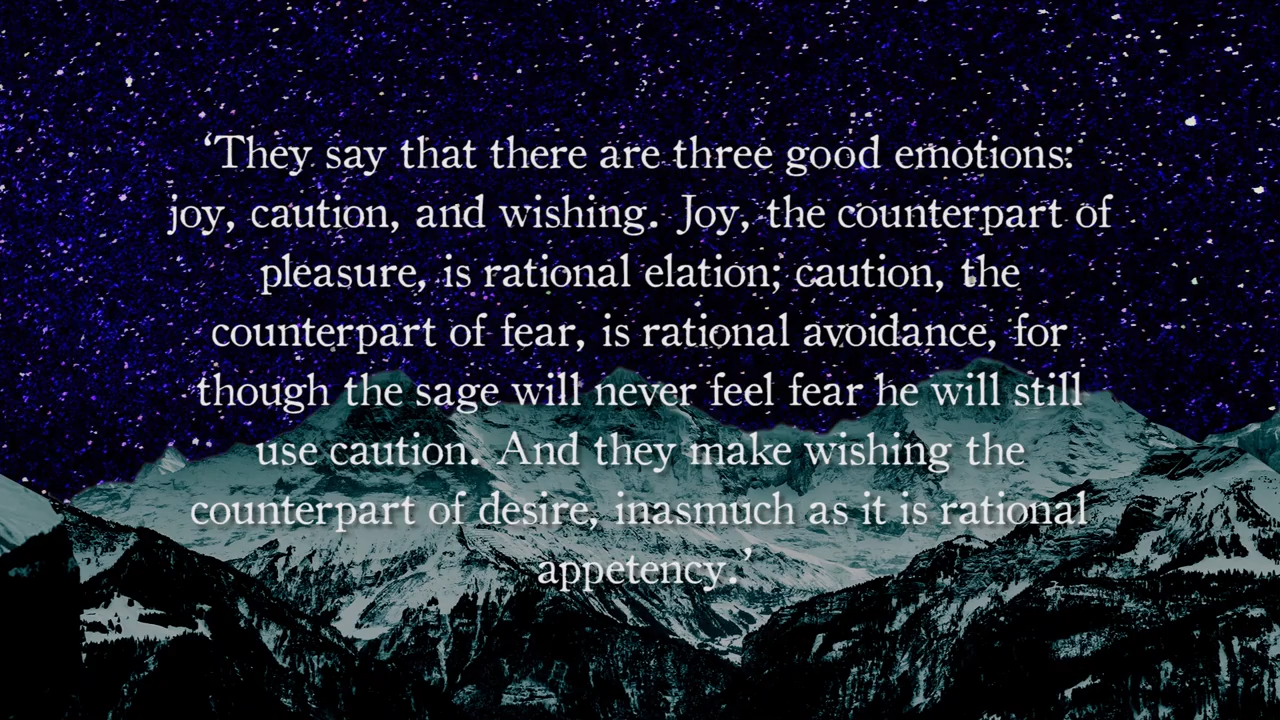 ‘They say that there are three good emotions:
joy, caution, and wishing. Joy, the counterpart of
pleasure, is rational elation; caution, the
counterpart of fear, is rational avoidance, for
though the sage will never feel fear he will still
use caution. And they make wishing the
counterpart of desire, inasmuch as it is rational
appetency.’